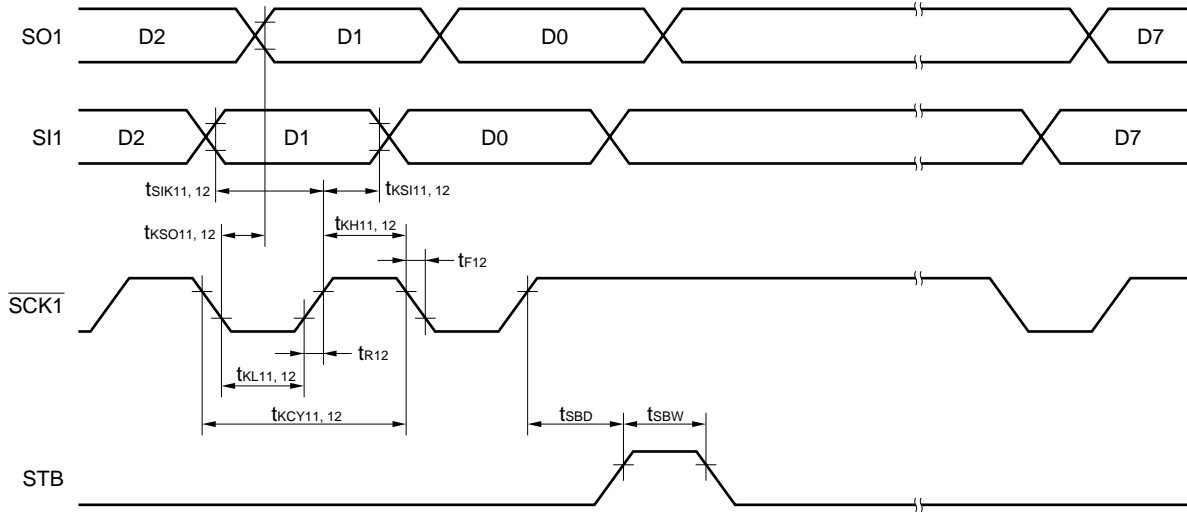 SO1 D2 D1 D0 D7
SI1 D2 D1 D0 D7
tSIK11, 12 tKSI11, 12
tKSO11, 12 tKH11, 12
tF12
SCK1
tR12
tKL11, 12
tKCY11, 12 tSBD tSBW
STB